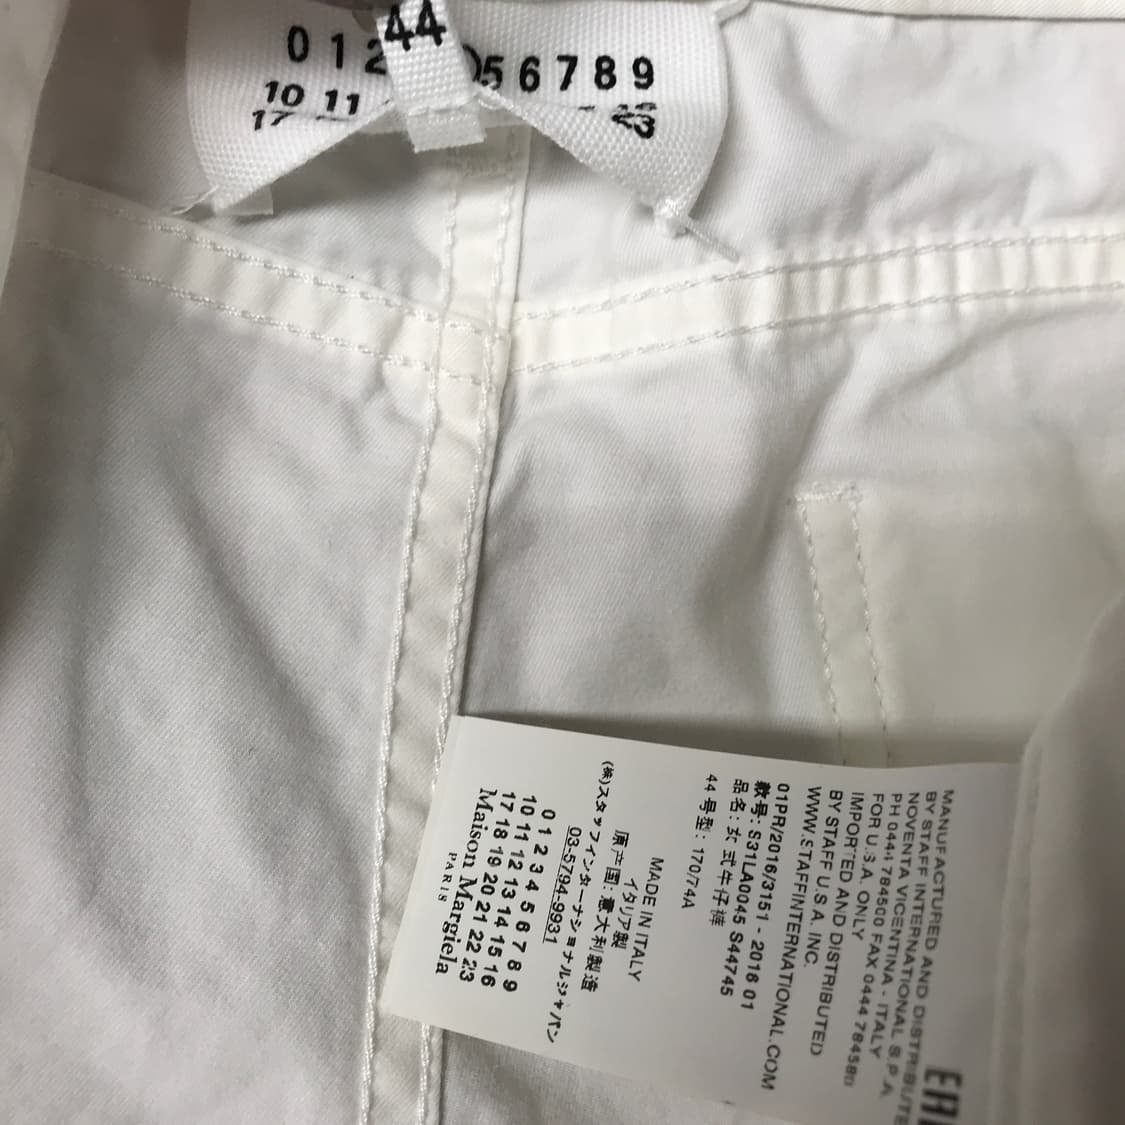 44
0 1 2 5 6 7 8 9
10 11
17 23
MANUFACTURED AND DISTRIBUTE
BY STAFF INTERNATIONAL S.P.A.
NOVENTA VICENTINA - ITALY
PH 0444 784500 FAX 0444 784580
FOR U.S.A. ONLY
IMPORTED AND DISTRIBUTED
BY STAFF U.S.A. INC.
WWW.STAFFINTERNATIONAL.COM
01PR/2016/3151 - 2016 01
款号: S31LA0045 S44745
品名: 女式牛仔裤
44 号型: 170/74A
MADE IN ITALY
イタリア製
原产国: 意大利製造
(株)スタッフインターナショナルジャパン
03-5794-9931
0 1 2 3 4 5 6 7 8 9
10 11 12 13 14 15 16
17 18 19 20 21 22 23
Maison Margiela
PARIS